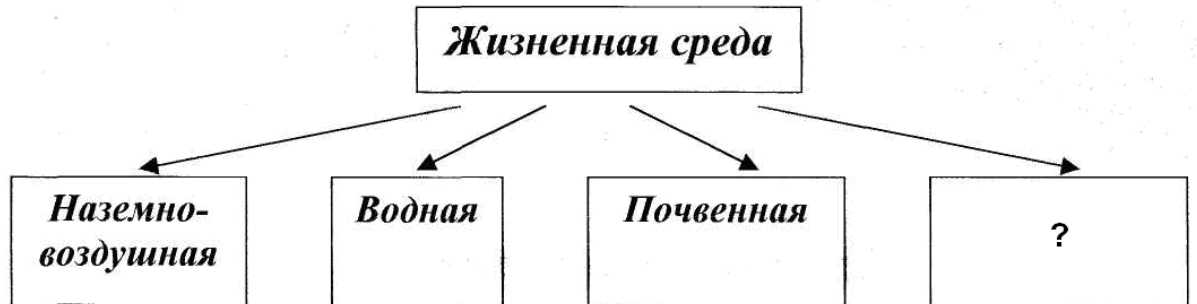 Жизненная среда
Наземно-
воздушная
Водная
Почвенная
?